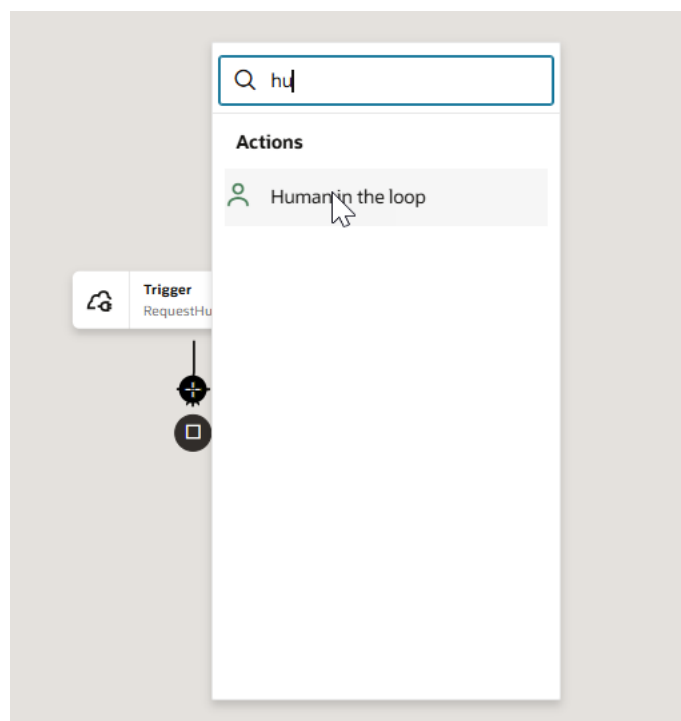 hu
Actions
Human in the loop
Trigger
RequestHu